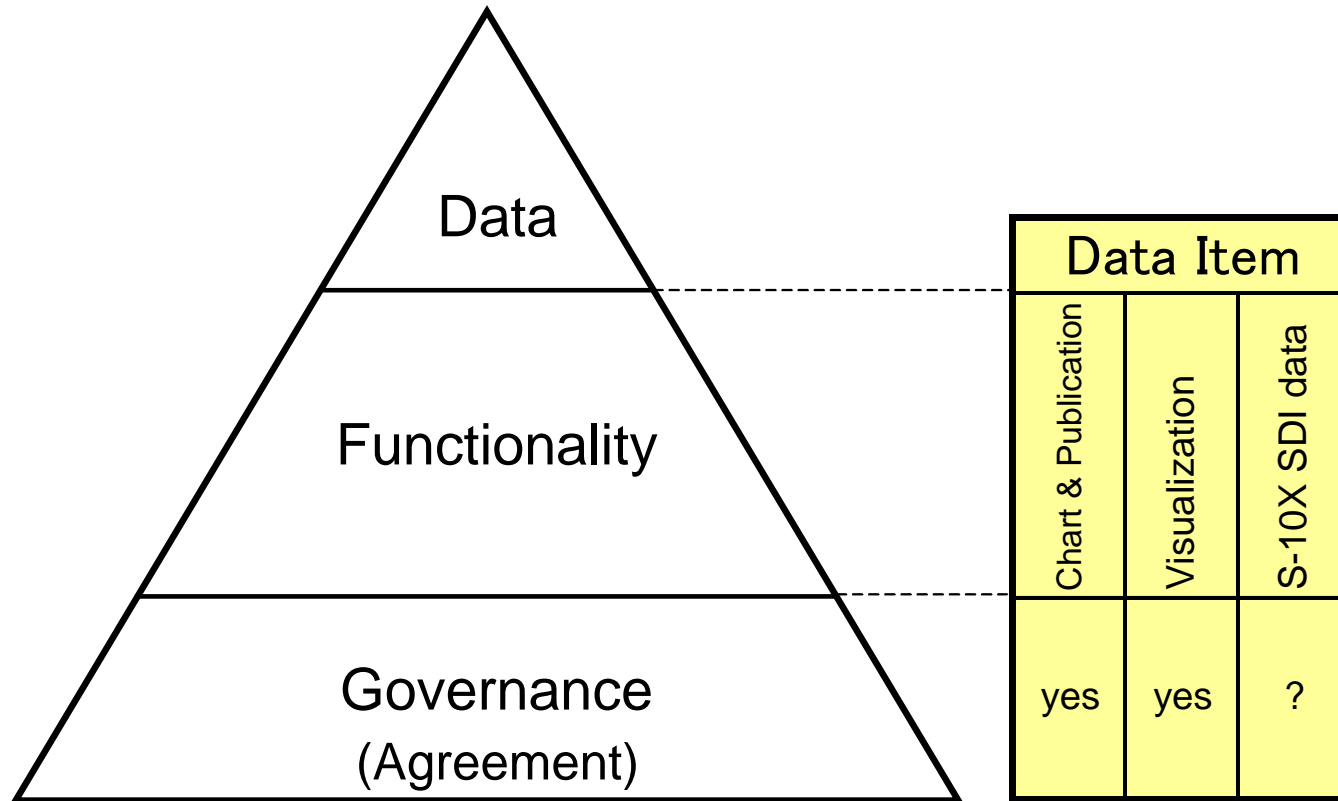 Data
Functionality
Governance
(Agreement)
Data Item
Chart & Publication
Visualization
S-10X SDI data
yes
yes
?